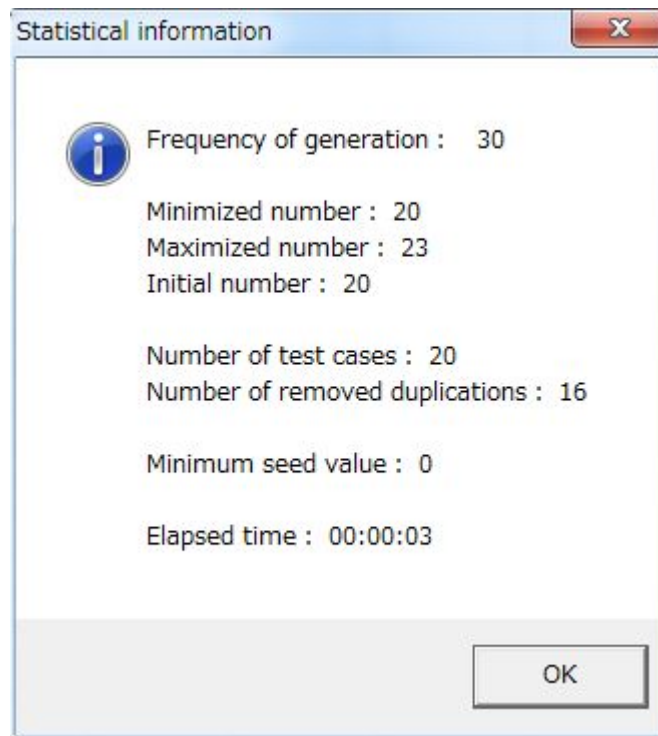 Statistical information
Frequency of generation :    30
Minimized number :  20
Maximized number :  23
Initial number :  20
Number of test cases :  20
Number of removed duplications :  16
Minimum seed value :  0
Elapsed time :  00:00:03
OK